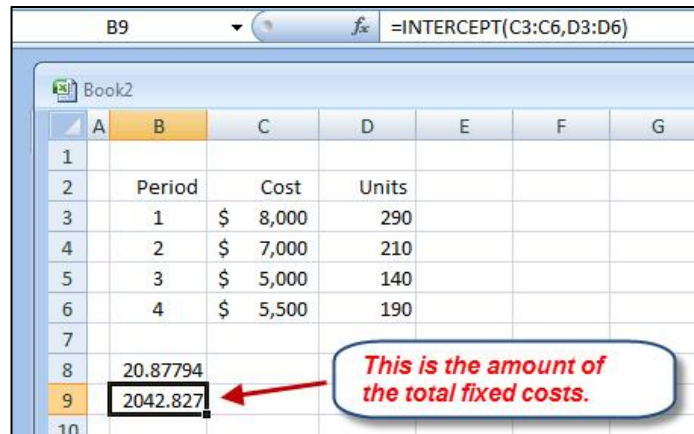 B9 fx =INTERCEPT(C3:C6,D3:D6)
Book2
A B C D E F G
1
2 Period Cost Units
3 1 $ 8,000 290
4 2 $ 7,000 210
5 3 $ 5,000 140
6 4 $ 5,500 190
7
8 20.87794
9 2042.827
10
This is the amount of
the total fixed costs.